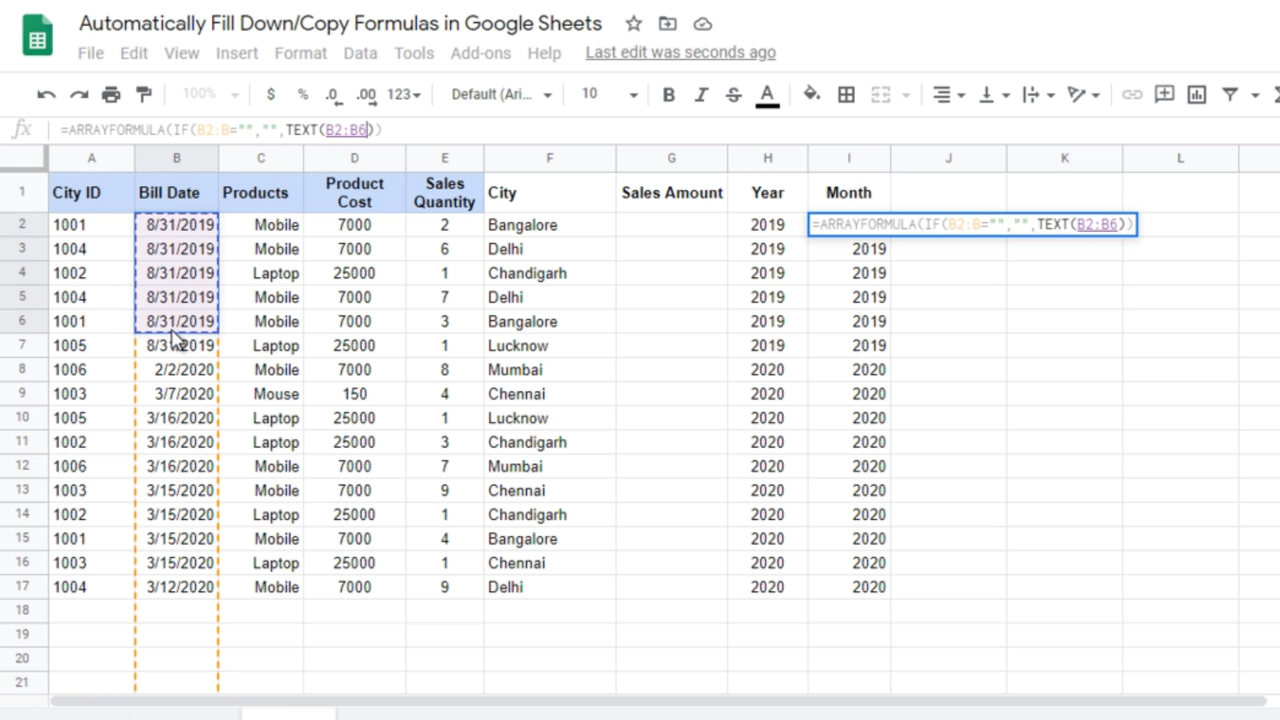 Automatically Fill Down/Copy Formulas in Google Sheets
File Edit View Insert Format Data Tools Add-ons Help Last edit was seconds ago
100% $ % .0 .00 123 Default (Ari... 10 B I S A
fx =ARRAYFORMULA(IF(B2:B="","",TEXT(B2:B6))
A B C D E F G H I J K L
1 City ID Bill Date Products Product Cost Sales Quantity City Sales Amount Year Month
2 1001 8/31/2019 Mobile 7000 2 Bangalore 2019 =ARRAYFORMULA(IF(B2:B="","",TEXT(B2:B6)))
3 1004 8/31/2019 Mobile 7000 6 Delhi 2019 2019
4 1002 8/31/2019 Laptop 25000 1 Chandigarh 2019 2019
5 1004 8/31/2019 Mobile 7000 7 Delhi 2019 2019
6 1001 8/31/2019 Mobile 7000 3 Bangalore 2019 2019
7 1005 8/31/2019 Laptop 25000 1 Lucknow 2019 2019
8 1006 2/2/2020 Mobile 7000 8 Mumbai 2020 2020
9 1003 3/7/2020 Mouse 150 4 Chennai 2020 2020
10 1005 3/16/2020 Laptop 25000 1 Lucknow 2020 2020
11 1002 3/16/2020 Laptop 25000 3 Chandigarh 2020 2020
12 1006 3/16/2020 Mobile 7000 7 Mumbai 2020 2020
13 1003 3/15/2020 Mobile 7000 9 Chennai 2020 2020
14 1002 3/15/2020 Laptop 25000 1 Chandigarh 2020 2020
15 1001 3/15/2020 Mobile 7000 4 Bangalore 2020 2020
16 1003 3/15/2020 Laptop 25000 1 Chennai 2020 2020
17 1004 3/12/2020 Mobile 7000 9 Delhi 2020 2020
18
19
20
21